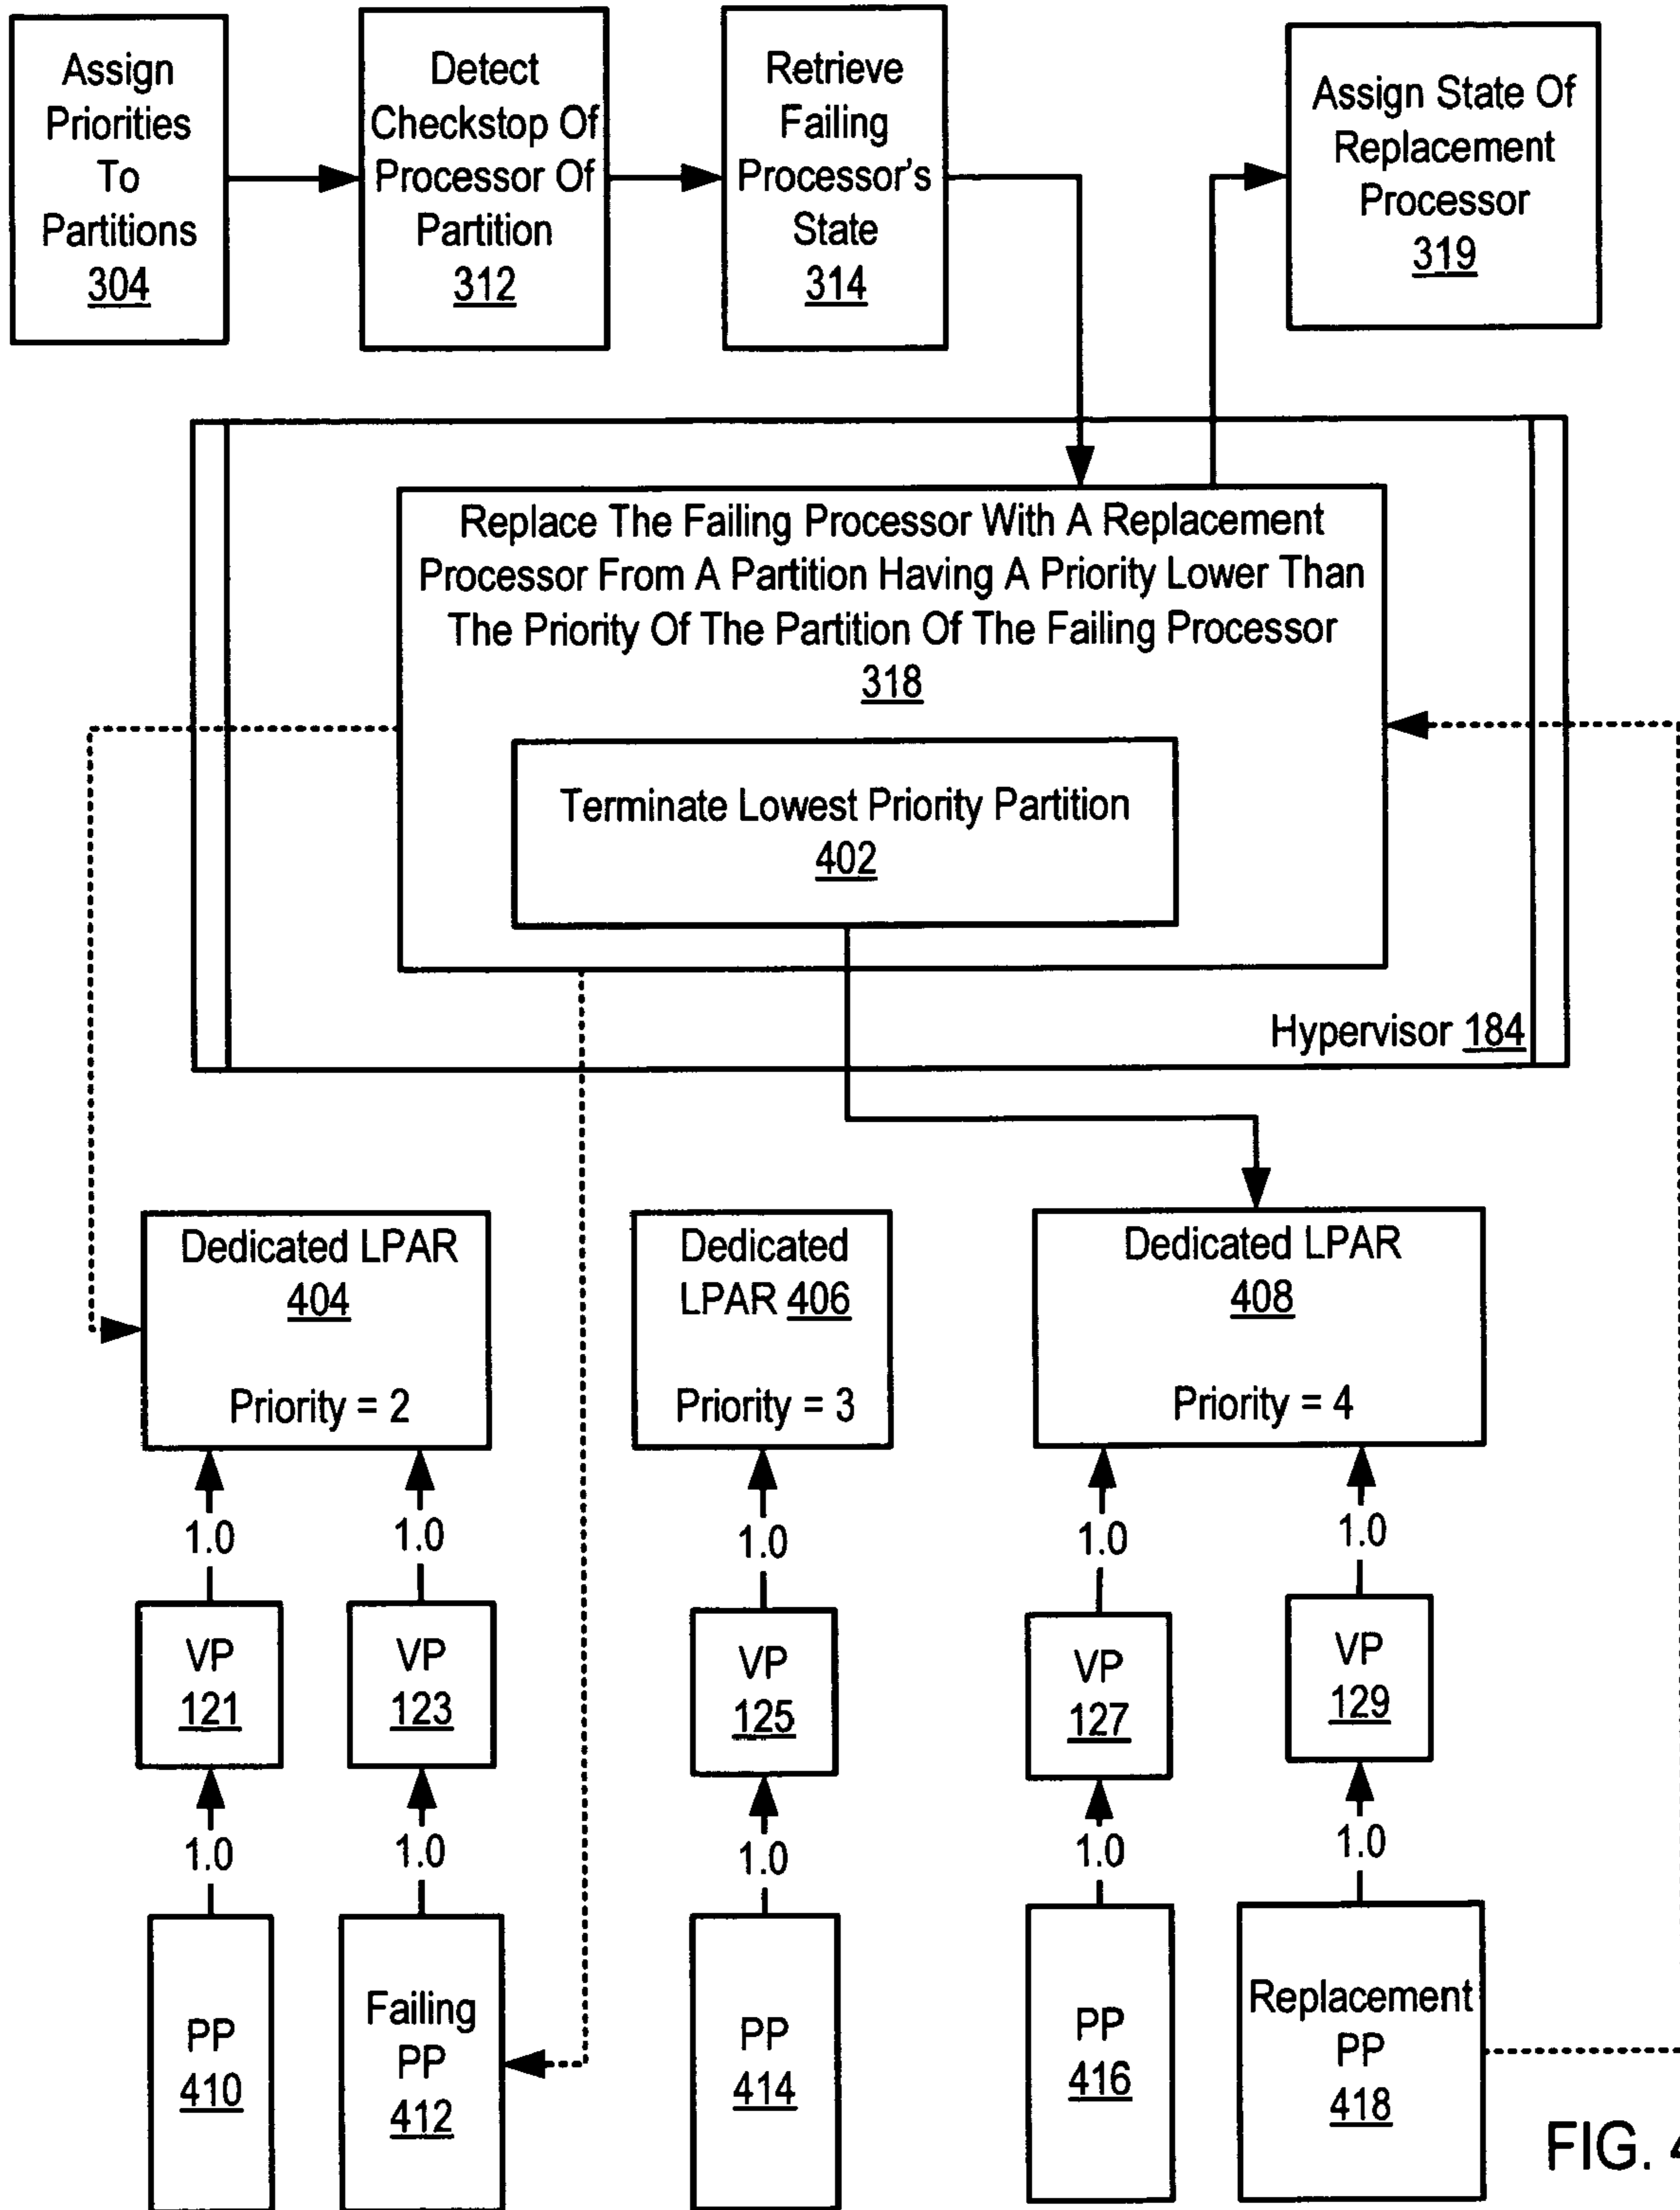 Assign
Priorities
To
Partitions
304
Detect
Checkstop Of
Processor Of
Partition
312
Retrieve
Failing
Processor's
State
314
Assign State Of
Replacement
Processor
319
Replace The Failing Processor With A Replacement
Processor From A Partition Having A Priority Lower Than
The Priority Of The Partition Of The Failing Processor
318
Terminate Lowest Priority Partition
402
Hypervisor 184
Dedicated LPAR
404
Priority = 2
Dedicated
LPAR 406
Priority = 3
Dedicated LPAR
408
Priority = 4
1.0
1.0
1.0
1.0
1.0
VP
121
VP
123
VP
125
VP
127
VP
129
1.0
1.0
1.0
1.0
1.0
PP
410
Failing
PP
412
PP
414
PP
416
Replacement
PP
418
FIG. 4